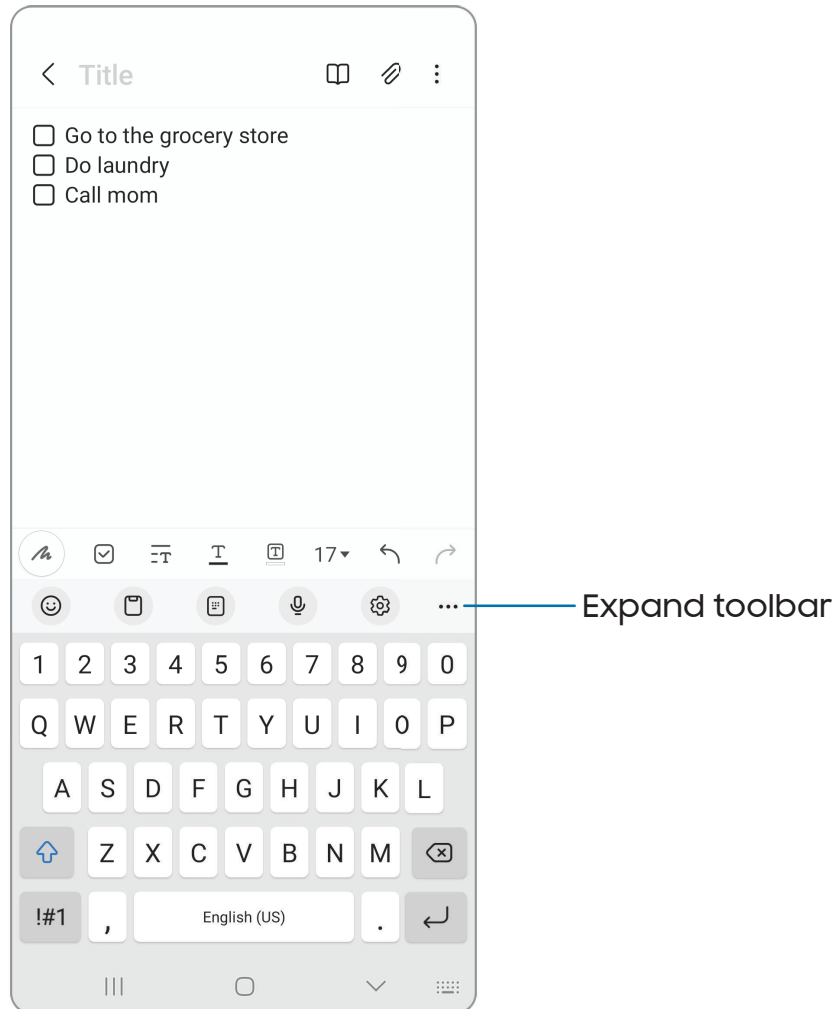 Title
Go to the grocery store
Do laundry
Call mom
T T T 17
Expand toolbar
1 2 3 4 5 6 7 8 9 0
Q W E R T Y U I O P
A S D F G H J K L
Z X C V B N M
!#1 , English (US) .